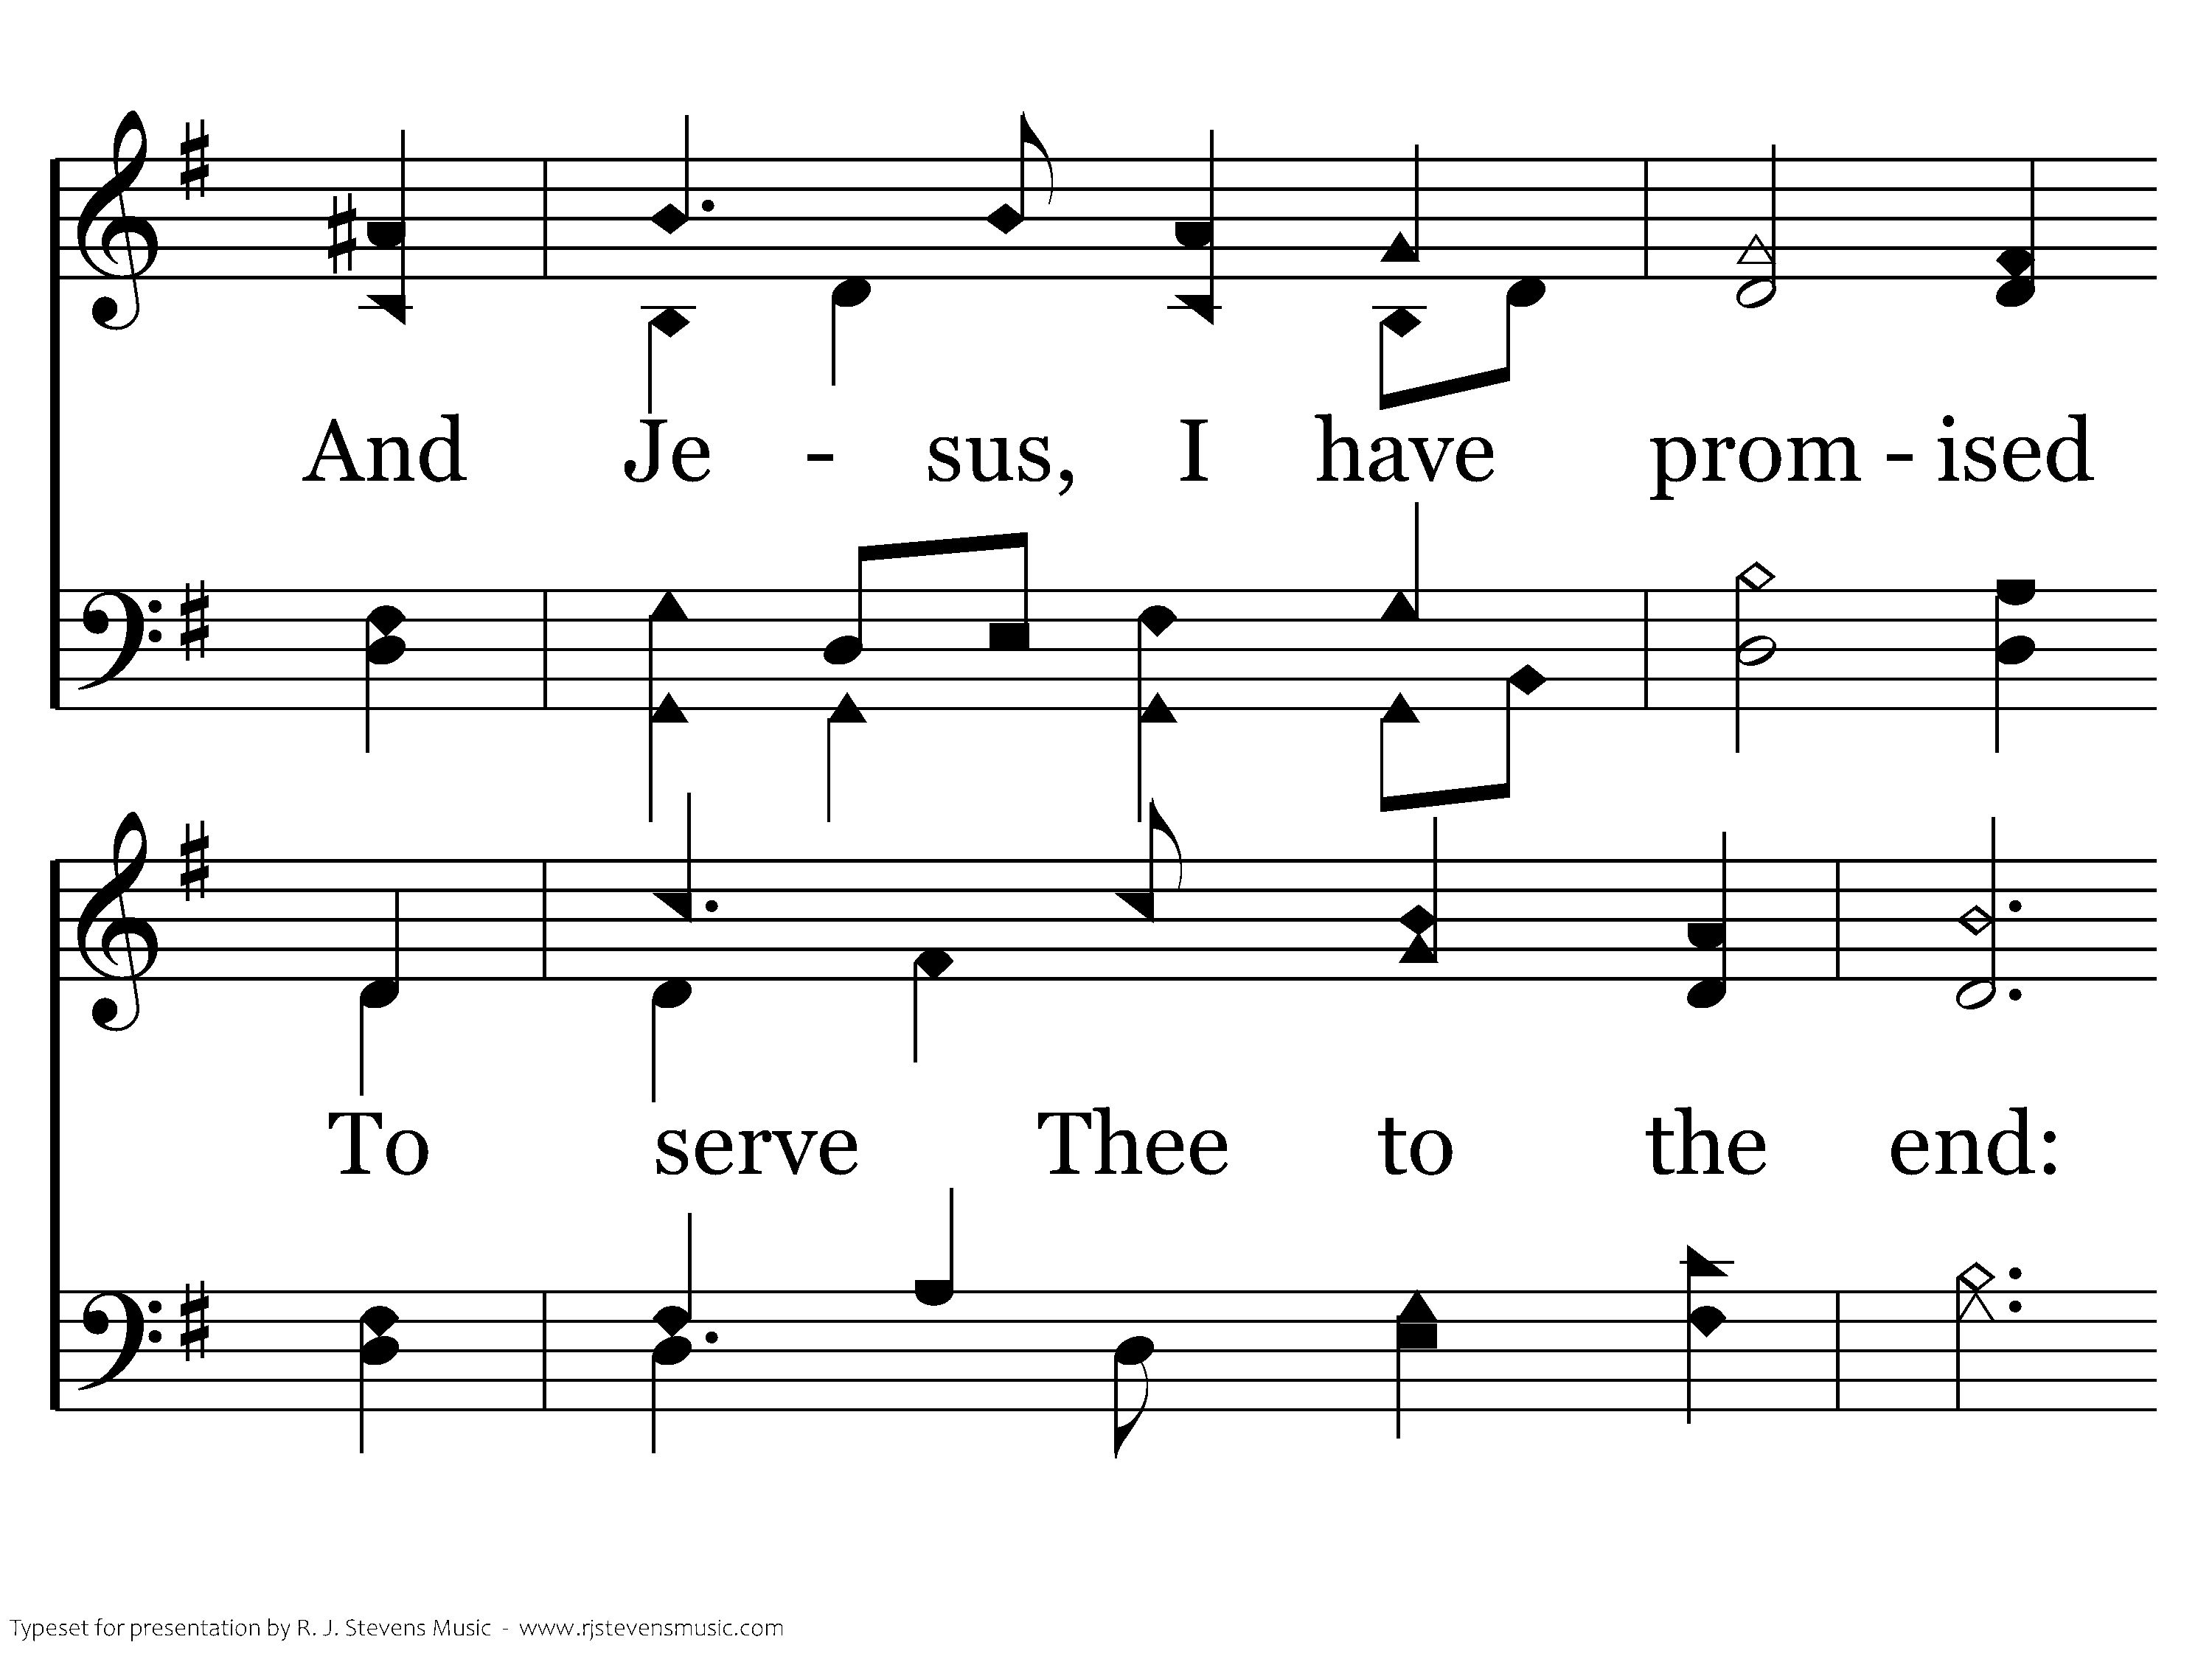 And Je - sus, I have prom - ised
To serve Thee to the end:
Typeset for presentation by R. J. Stevens Music - www.rjstevensmusic.com